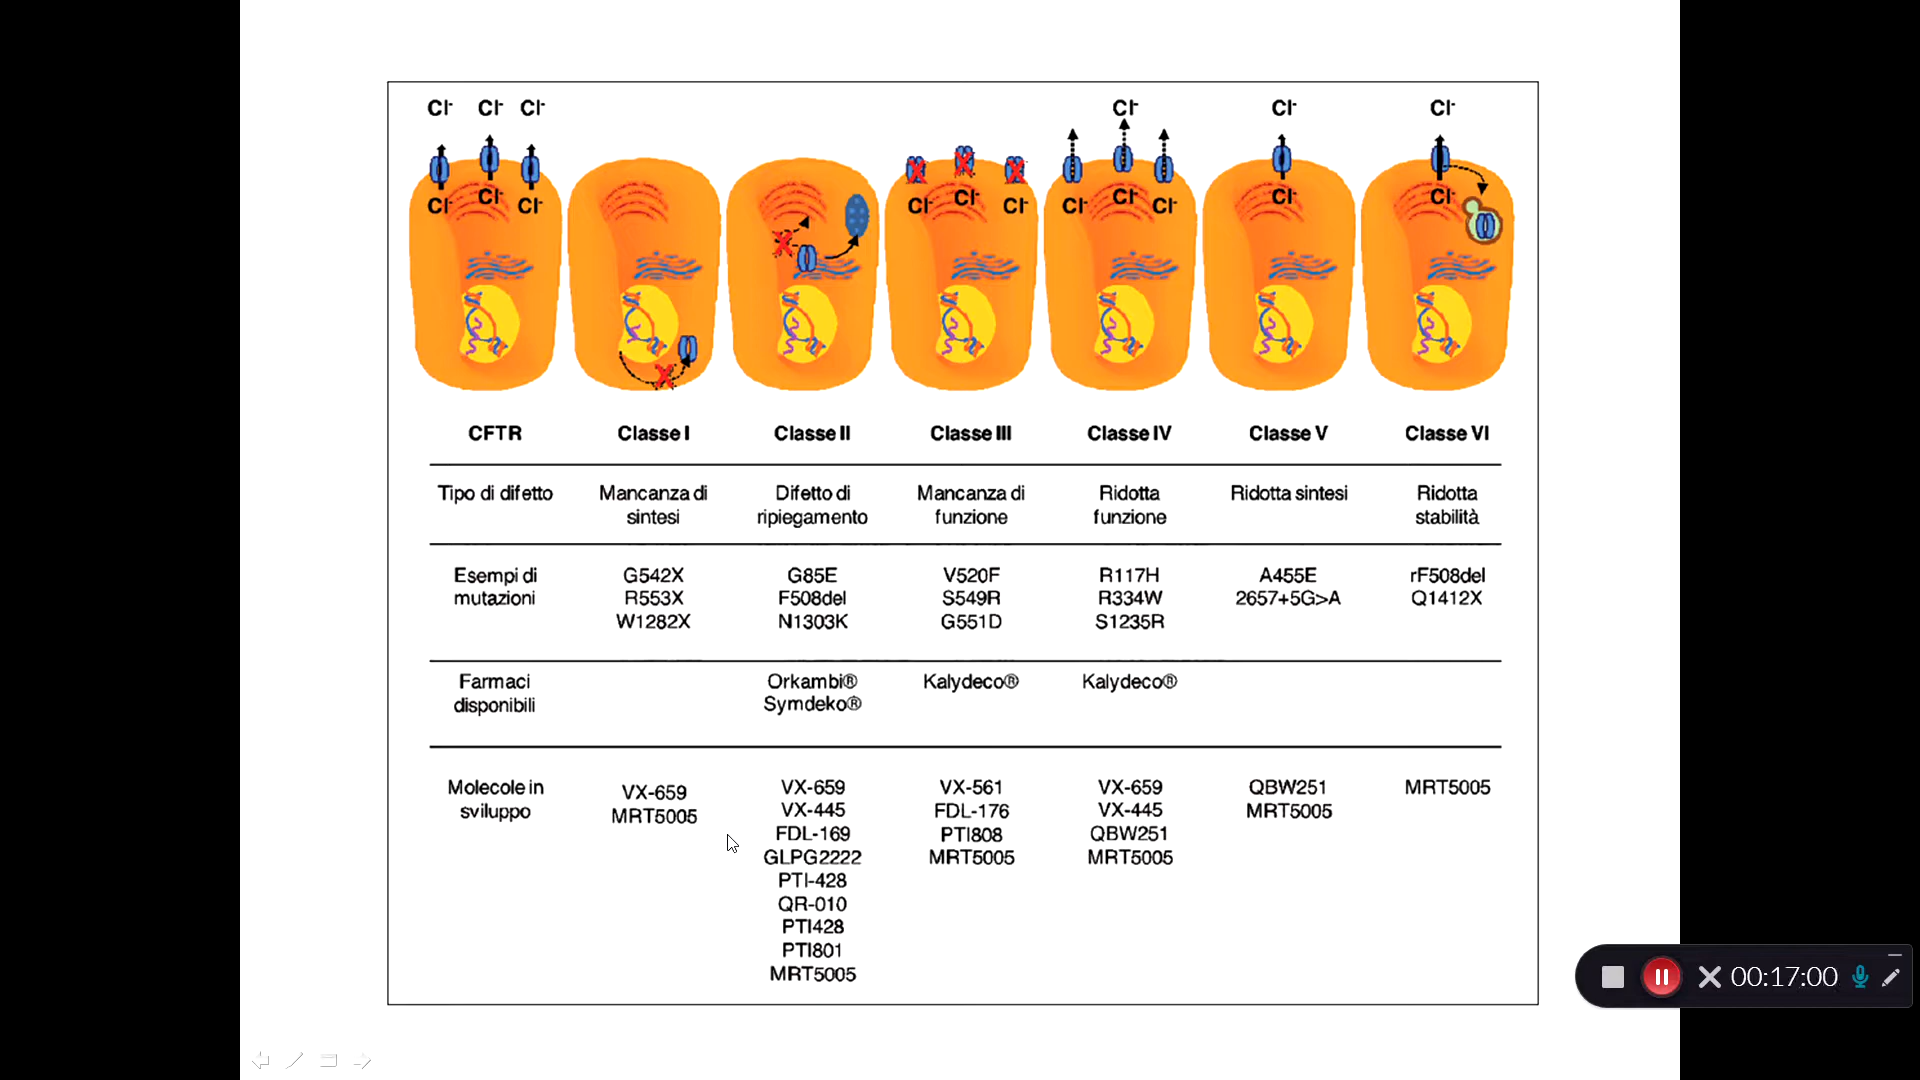 Cl- Cl- Cl- Cl- Cl- Cl-
Cl- Cl- Cl- Cl- Cl- Cl- Cl- Cl- Cl- Cl- Cl-
CFTR Classe I Classe II Classe III Classe IV Classe V Classe VI
Tipo di difetto Mancanza di Difetto di Mancanza di Ridotta Ridotta sintesi Ridotta
sintesi ripiegamento funzione funzione stabilità
Esempi di G542X G85E V520F R117H A455E rF508del
mutazioni R553X F508del S549R R334W 2657+5G>A Q1412X
W1282X N1303K G551D S1235R
Farmaci Orkambi® Kalydeco® Kalydeco®
disponibili Symdeko®
Molecole in VX-659 VX-659 VX-561 VX-659 QBW251 MRT5005
sviluppo MRT5005 VX-445 FDL-176 VX-445 MRT5005
FDL-169 PTI808 QBW251
GLPG2222 MRT5005 MRT5005
PTI-428
QR-010
PTI428
PTI801
MRT5005
00:17:00